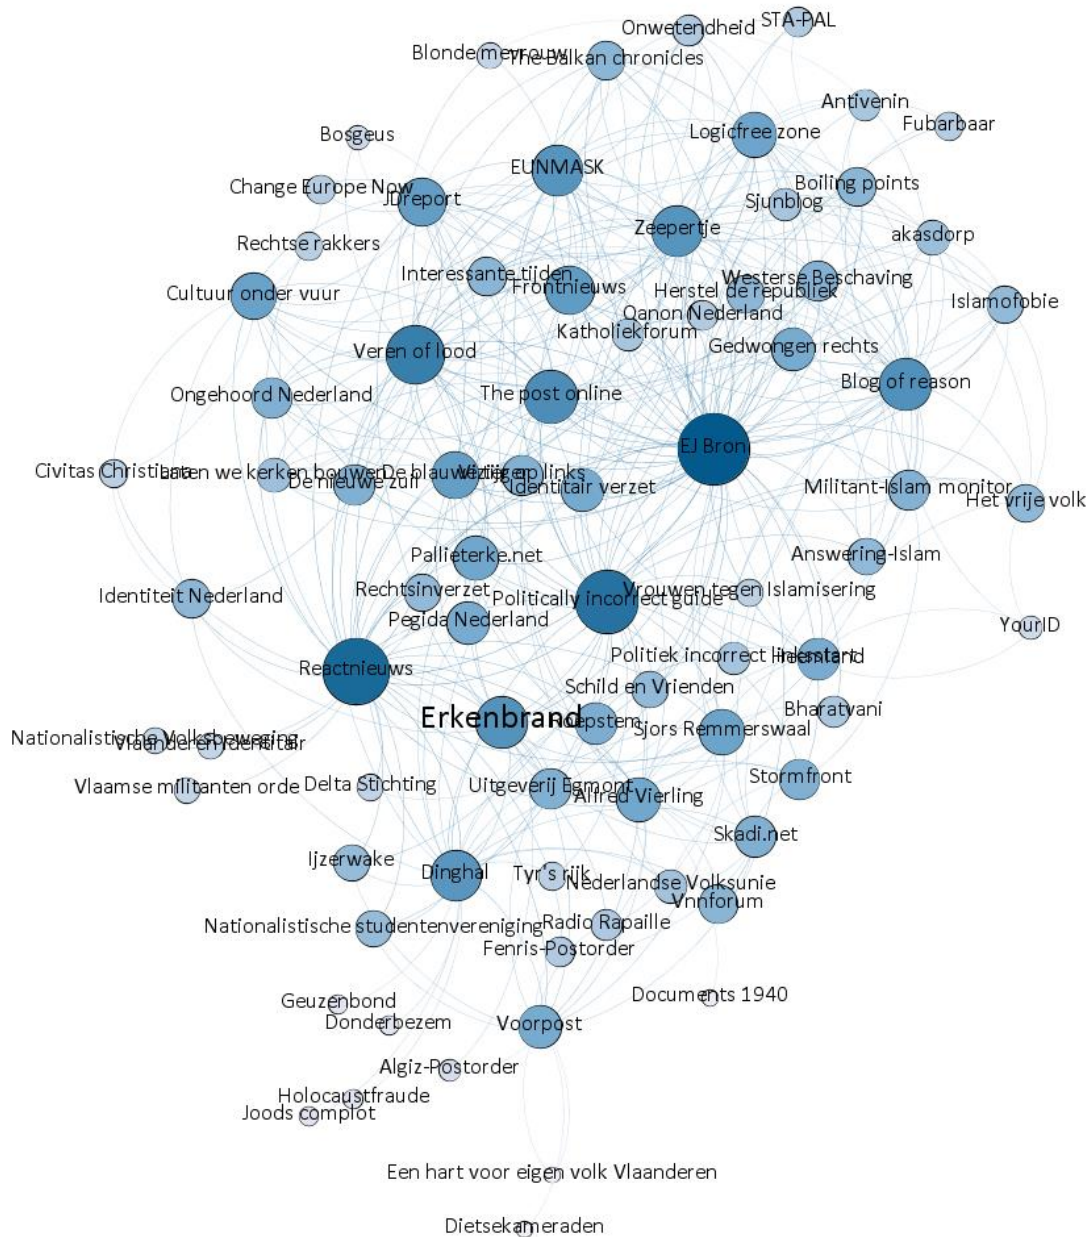 Onwetendheid
STA-PAL
Blonde mevrouw
The Balkan chronicles
Antivenin
Fubarbaar
Bosgeus
Logicfree zone
EUNMASK
Change Europe Now
JDreport
Boiling points
Sjunblog
Zeepertje
akasdorp
Rechtse rakkers
Interessante tijden
Westerse Beschaving
Cultuur onder vuur
Frontnieuws
Herstel de republiek
Islamofobie
Qanon Nederland
Katholiekforum
Veren of lood
Gedwongen rechts
Ongehoord Nederland
The post online
Blog of reason
EJ Bron
Civitas Christiana
Laten we kerken bouwen
De nieuwe zuil
De blauwe tijger
Vizier op links
Identitair verzet
Militant-Islam monitor
Het vrije volk
Pallieterke.net
Answering-Islam
Identiteit Nederland
Rechtsinverzet
Politically incorrect guide
Vrouwen tegen Islamisering
Pegida Nederland
YourID
Reactnieuws
Politiek incorrect
Heemland
Schild en Vrienden
Erkenbrand
Roepstem
Sjors Remmerswaal
Bharatvani
Nationalistische Volksbeweging
Vlaanderen Identitair
Vlaamse militanten orde
Delta Stichting
Uitgeverij Egmont
Alfred Vierling
Stormfront
Skadi.net
Ijzerwake
Dinghal
Tyr's rijk
Nederlandse Volksunie
Vnnforum
Nationalistische studentenvereniging
Radio Rapaille
Fenris-Postorder
Geuzenbond
Documents 1940
Donderbezem
Voorpost
Algiz-Postorder
Holocaustfraude
Joods complot
Een hart voor eigen volk Vlaanderen
Dietsekameraden